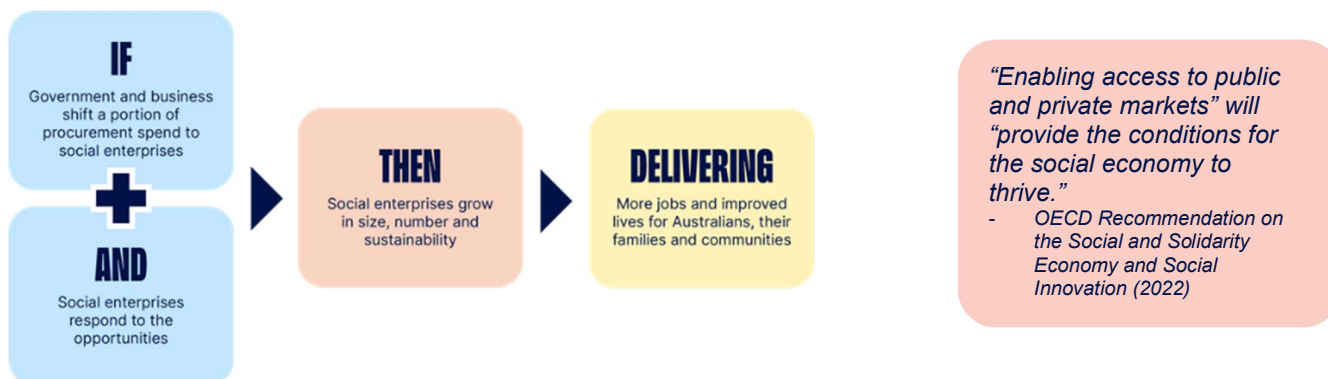 IF
Government and business
shift a portion of
procurement spend to
social enterprises
AND
Social enterprises
respond to the
opportunities
THEN
Social enterprises grow
in size, number and
sustainability
DELIVERING
More jobs and improved
lives for Australians, their
families and communities
“Enabling access to public
and private markets” will
“provide the conditions for
the social economy to
thrive.”
- OECD Recommendation on
the Social and Solidarity
Economy and Social
Innovation (2022)